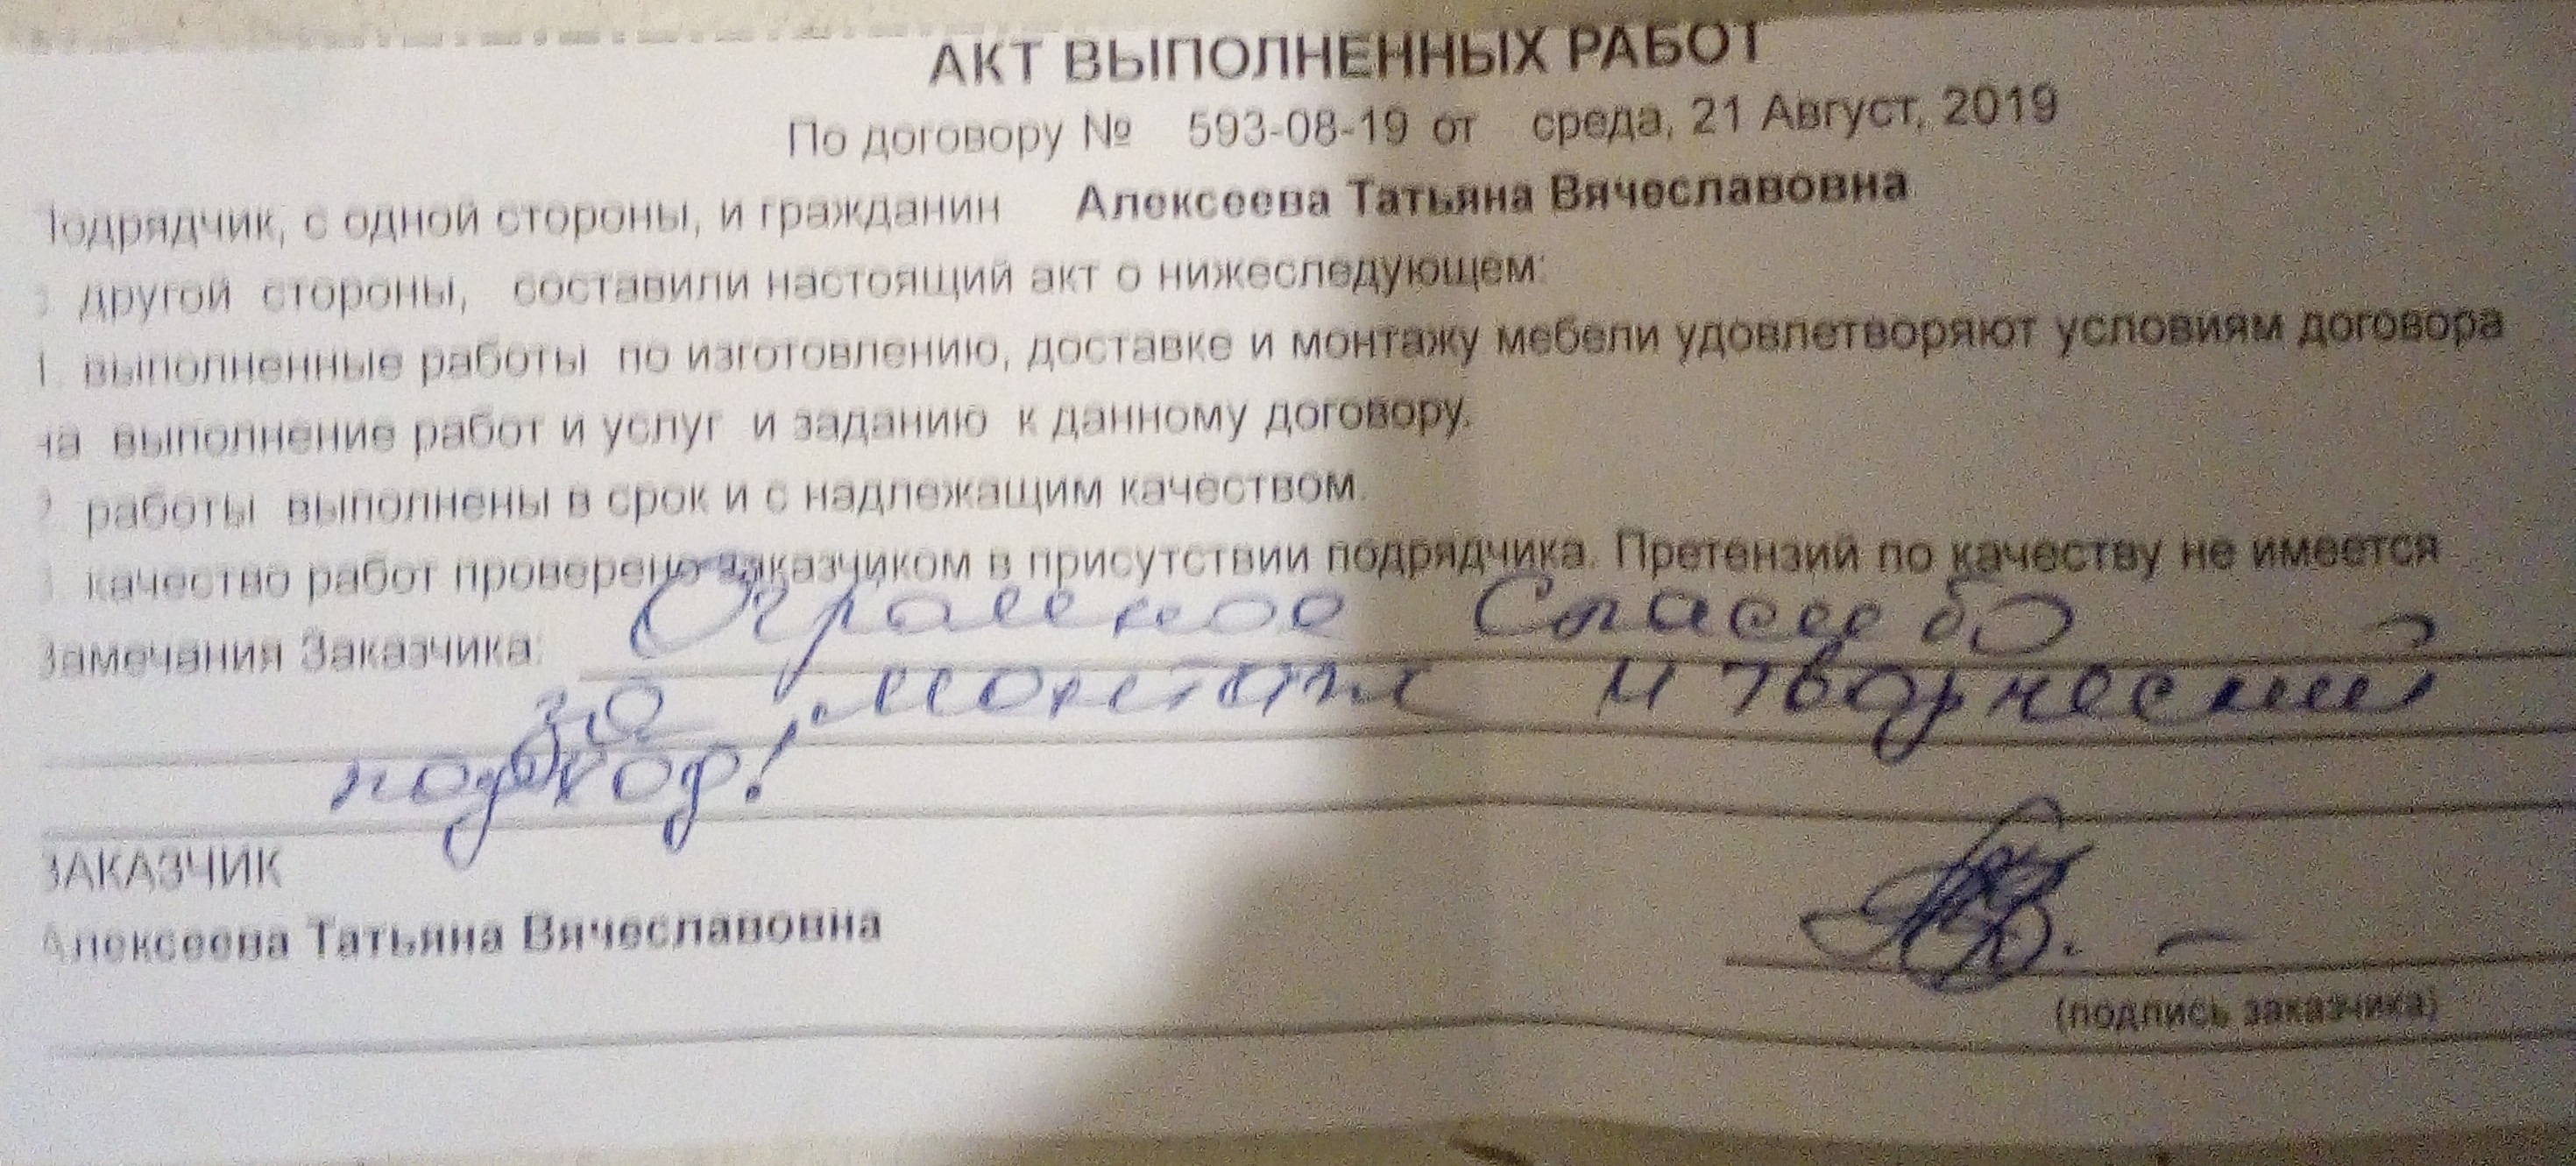 АКТ ВЫПОЛНЕННЫХ РАБОТ
По договору № 593-08-19 от среда, 21 Август, 2019
Подрядчик, с одной стороны, и гражданин Алексеева Татьяна Вячеславовна
с другой стороны, составили настоящий акт о нижеследующем:
1. выполненные работы по изготовлению, доставке и монтажу мебели удовлетворяют условиям договора
на выполнение работ и услуг и заданию к данному договору.
2. работы выполнены в срок и с надлежащим качеством.
3. качество работ проверено заказчиком в присутствии подрядчика. Претензий по качеству не имеется
Замечания Заказчика: Огромное Спасибо
за монтаж и творческий
подход!
ЗАКАЗЧИК
Алексеева Татьяна Вячеславовна
(подпись заказчика)